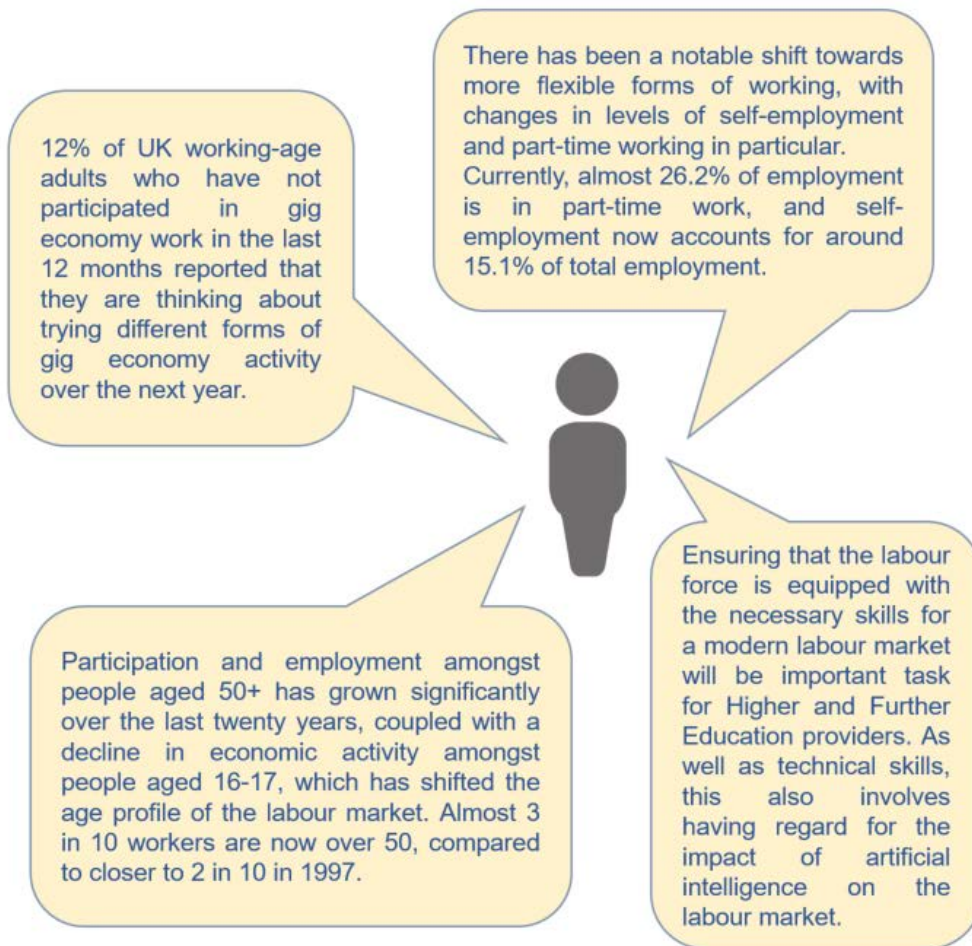 12% of UK working-age
adults who have not
participated in gig
economy work in the last
12 months reported that
they are thinking about
trying different forms of
gig economy activity
over the next year.
There has been a notable shift towards
more flexible forms of working, with
changes in levels of self-employment
and part-time working in particular.
Currently, almost 26.2% of employment
is in part-time work, and self-
employment now accounts for around
15.1% of total employment.
Participation and employment amongst
people aged 50+ has grown significantly
over the last twenty years, coupled with a
decline in economic activity amongst
people aged 16-17, which has shifted the
age profile of the labour market. Almost 3
in 10 workers are now over 50, compared
to closer to 2 in 10 in 1997.
Ensuring that the labour
force is equipped with
the necessary skills for
a modern labour market
will be important task
for Higher and Further
Education providers. As
well as technical skills,
this also involves
having regard for the
impact of artificial
intelligence on the
labour market.